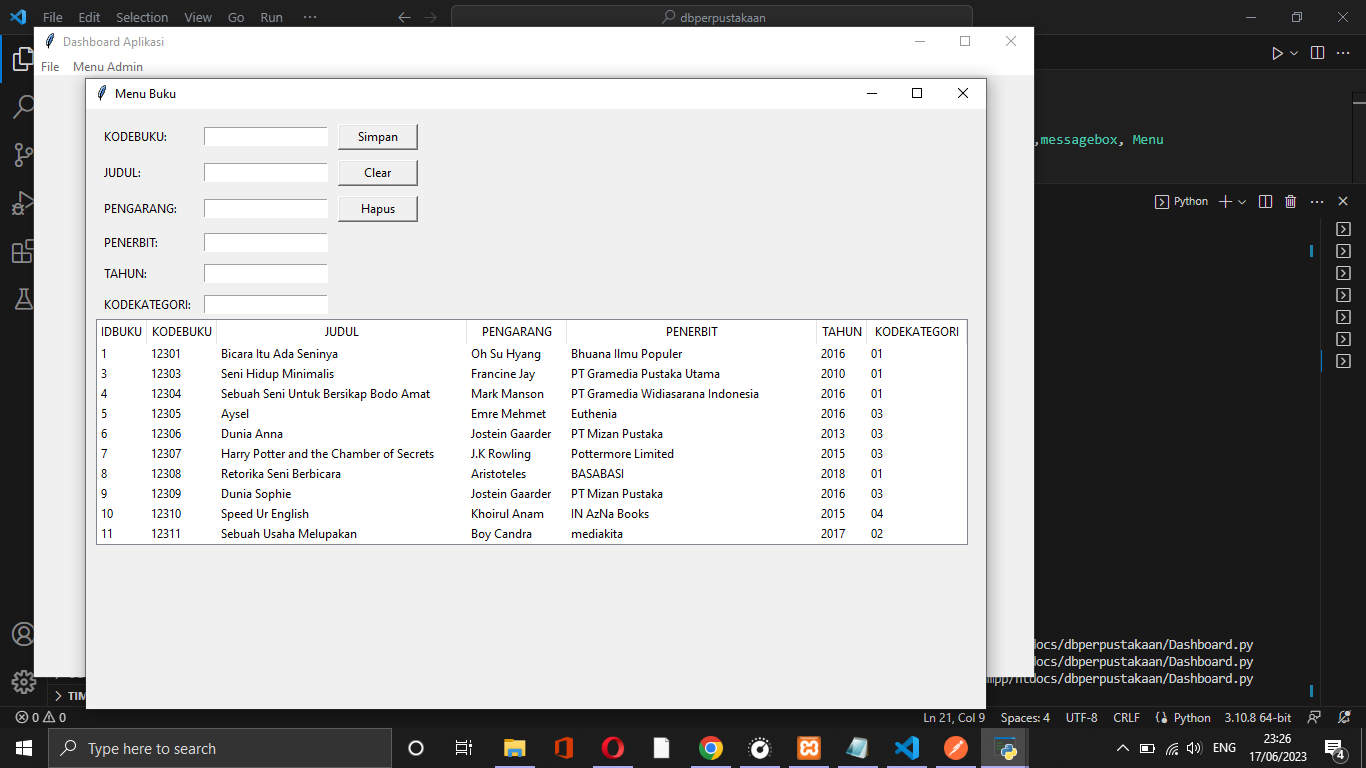 File Edit Selection View Go Run ···
dbperpustakaan
Dashboard Aplikasi
File Menu Admin
Menu Buku
,messagebox, Menu
Python
KODEBUKU: Simpan
JUDUL: Clear
PENGARANG: Hapus
PENERBIT:
TAHUN:
KODEKATEGORI:
IDBUKU KODEBUKU JUDUL PENGARANG PENERBIT TAHUN KODEKATEGORI
1 12301 Bicara Itu Ada Seninya Oh Su Hyang Bhuana Ilmu Populer 2016 01
3 12303 Seni Hidup Minimalis Francine Jay PT Gramedia Pustaka Utama 2010 01
4 12304 Sebuah Seni Untuk Bersikap Bodo Amat Mark Manson PT Gramedia Widiasarana Indonesia 2016 01
5 12305 Aysel Emre Mehmet Euthenia 2016 03
6 12306 Dunia Anna Jostein Gaarder PT Mizan Pustaka 2013 03
7 12307 Harry Potter and the Chamber of Secrets J.K Rowling Pottermore Limited 2015 03
8 12308 Retorika Seni Berbicara Aristoteles BASABASI 2018 01
9 12309 Dunia Sophie Jostein Gaarder PT Mizan Pustaka 2016 03
10 12310 Speed Ur English Khoirul Anam IN AzNa Books 2015 04
11 12311 Sebuah Usaha Melupakan Boy Candra mediakita 2017 02
docs/dbperpustakaan/Dashboard.py
docs/dbperpustakaan/Dashboard.py
mpp/htdocs/dbperpustakaan/Dashboard.py
TIM
0 0 Ln 21, Col 9 Spaces: 4 UTF-8 CRLF Python 3.10.8 64-bit
Type here to search
ENG
23:26
17/06/2023
4